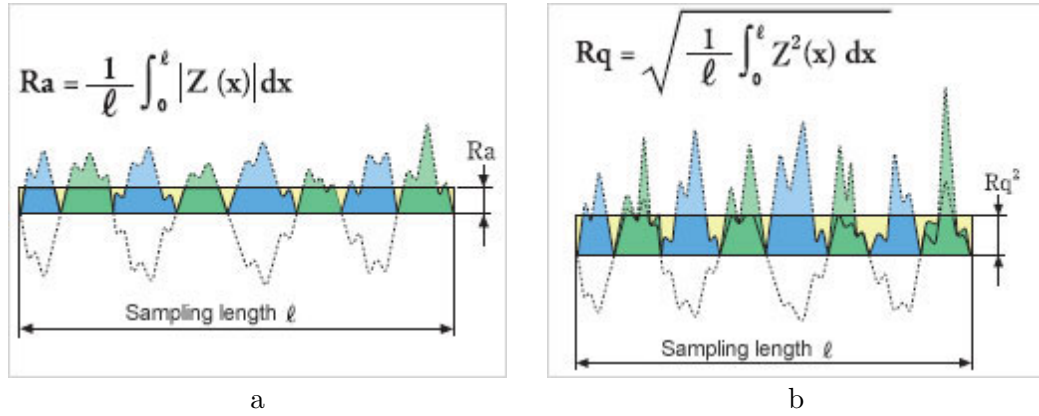 Ra = 1/ℓ ∫₀^ℓ |Z (x)| dx
Ra
Sampling length ℓ
a
Rq = √(1/ℓ ∫₀^ℓ Z²(x) dx)
Rq²
Sampling length ℓ
b